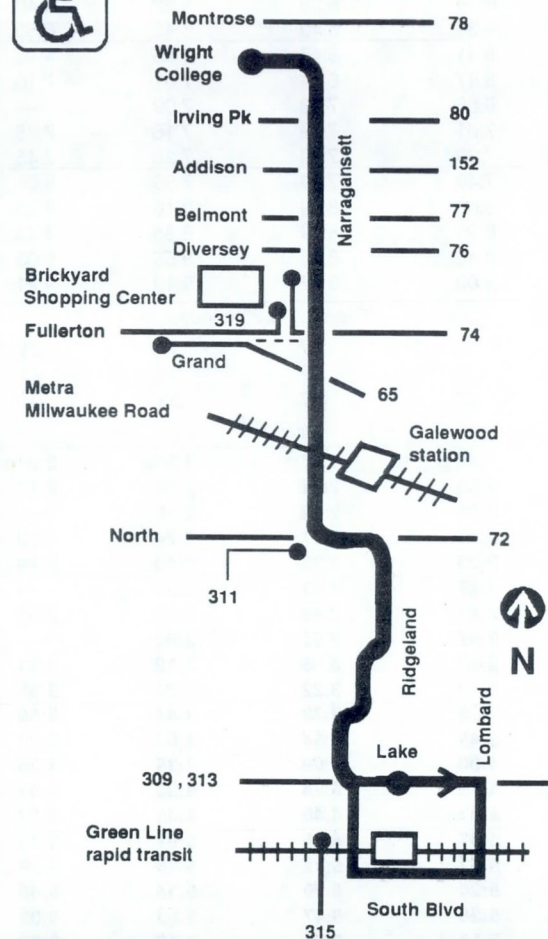 Montrose
78
Wright
College
Irving Pk
80
Narragansett
Addison
152
Belmont
77
Diversey
76
Brickyard
Shopping Center
319
Fullerton
74
Grand
65
Metra
Milwaukee Road
Galewood
station
North
72
311
N
Ridgeland
Lombard
Lake
309 , 313
Green Line
rapid transit
South Blvd
315